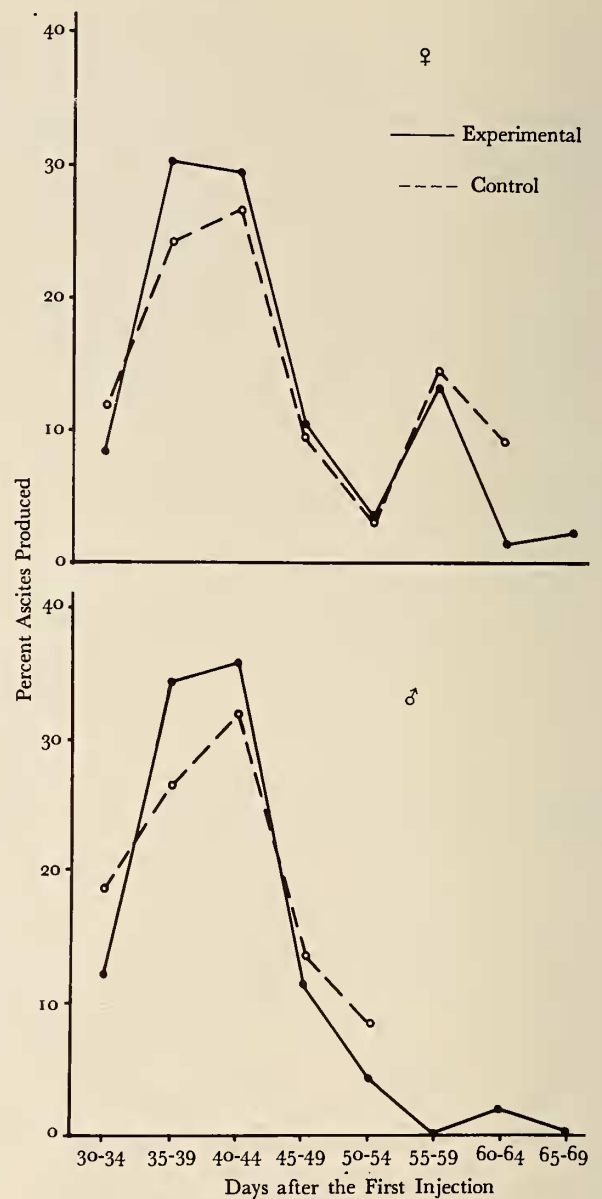 40
♀
Experimental
30
Control
20
10
0
Percent Ascites Produced
40
♂
30
20
10
0
30-34 35-39 40-44 45-49 50-54 55-59 60-64 65-69
Days after the First Injection